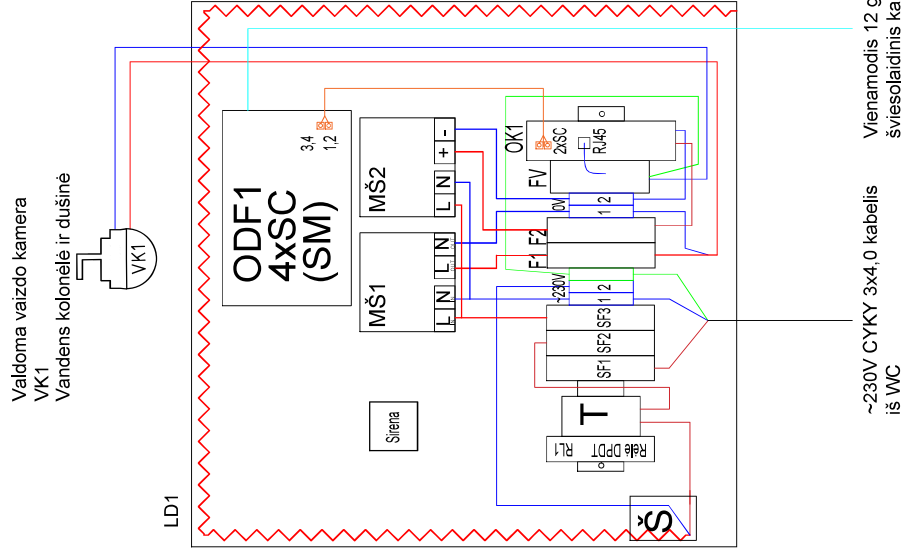 Valdoma vaizdo kamera
VK1
Vandens kolonėlė ir dušinė
VK1
LD1
ODF1
4xSC
(SM)
3,4
1,2
MŠ1
L N L N
MŠ2
L N + -
Sirena
OK1
2xSC
RJ45
FV
0V
1 2
F1 F2
~230V
1 2
SF1 SF2 SF3
T
RL1
Rėlė DPDT
Š
~230V CYKY 3x4,0 kabelis
iš WC
Vienamodis 12 g
šviesolaidinis ka